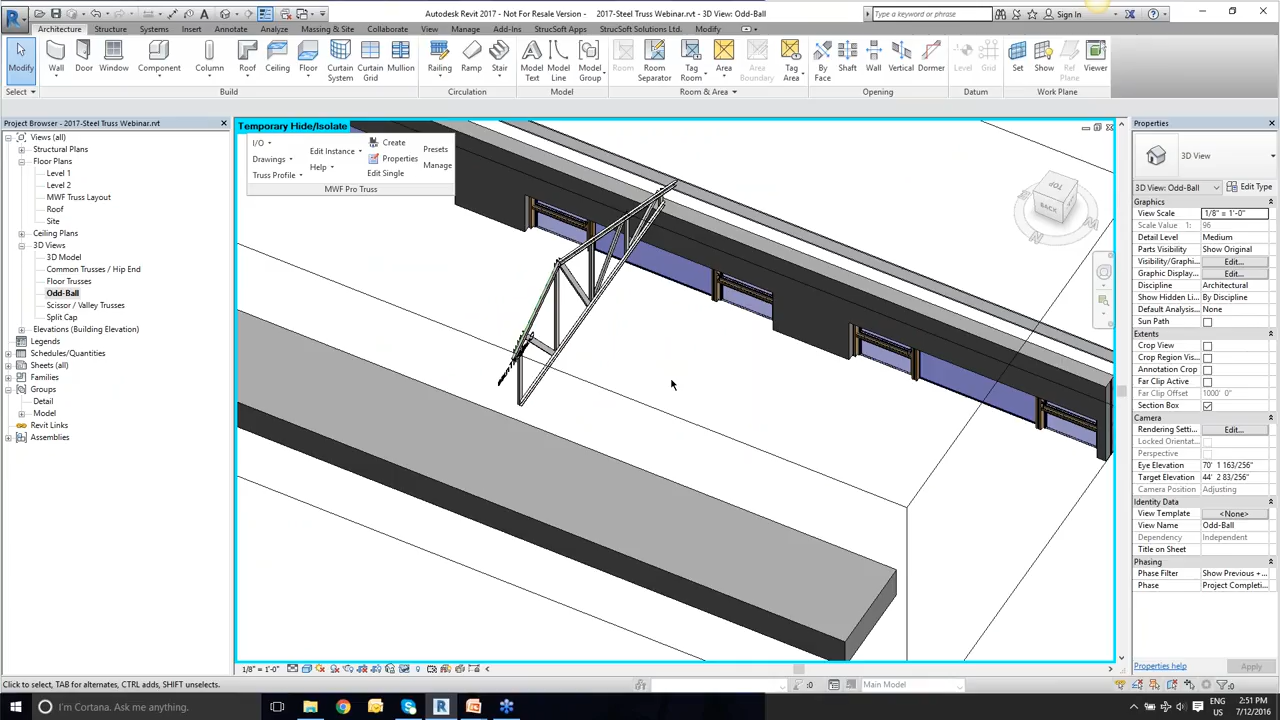 Autodesk Revit 2017 - Not For Resale Version - 2017-Steel Truss Webinar.rvt - 3D View: Odd-Ball
Type a keyword or phrase
Sign In
Architecture Structure Systems Insert Annotate Analyze Massing & Site Collaborate View Manage Add-Ins StrucSoft Apps StrucSoft Solutions Ltd. Modify
Modify Wall Door Window Component Column Roof Ceiling Floor Curtain System Curtain Grid Mullion Railing Ramp Stair Model Text Model Line Model Group Room Room Separator Tag Room Area Area Boundary Tag Area By Face Shaft Wall Vertical Dormer Level Grid Set Show Ref Plane Viewer
Select Build Circulation Model Room & Area Opening Datum Work Plane
Project Browser - 2017-Steel Truss Webinar.rvt
Views (all)
Structural Plans
Floor Plans
Level 1
Level 2
MWF Truss Layout
Roof
Site
Ceiling Plans
3D Views
3D Model
Common Trusses / Hip End
Floor Trusses
Odd-Ball
Scissor / Valley Trusses
Split Cap
Elevations (Building Elevation)
Legends
Schedules/Quantities
Sheets (all)
Families
Groups
Detail
Model
Revit Links
Assemblies
Temporary Hide/Isolate
I/O
Drawings
Truss Profile
Edit Instance
Help
Create
Properties
Edit Single
Presets
Manage
MWF Pro Truss
TOP
BACK
N
M
Properties
3D View
3D View: Odd-Ball Edit Type
Graphics
View Scale 1/8" = 1'-0"
Scale Value 1: 96
Detail Level Medium
Parts Visibility Show Original
Visibility/Graphi... Edit...
Graphic Display... Edit...
Discipline Architectural
Show Hidden Li... By Discipline
Default Analysis... None
Sun Path
Extents
Crop View
Crop Region Vis...
Annotation Crop
Far Clip Active
Far Clip Offset 1000' 0"
Section Box
Camera
Rendering Setti... Edit...
Locked Orientat...
Perspective
Eye Elevation 70' 1 163/256"
Target Elevation 44' 2 83/256"
Camera Position Adjusting
Identity Data
View Template <None>
View Name Odd-Ball
Dependency Independent
Title on Sheet
Phasing
Phase Filter Show Previous +...
Phase Project Completi...
Properties help Apply
1/8" = 1'-0"
Click to select, TAB for alternates, CTRL adds, SHIFT unselects.
:0
Main Model
:0
I'm Cortana. Ask me anything.
ENG
US
2:51 PM
7/12/2016